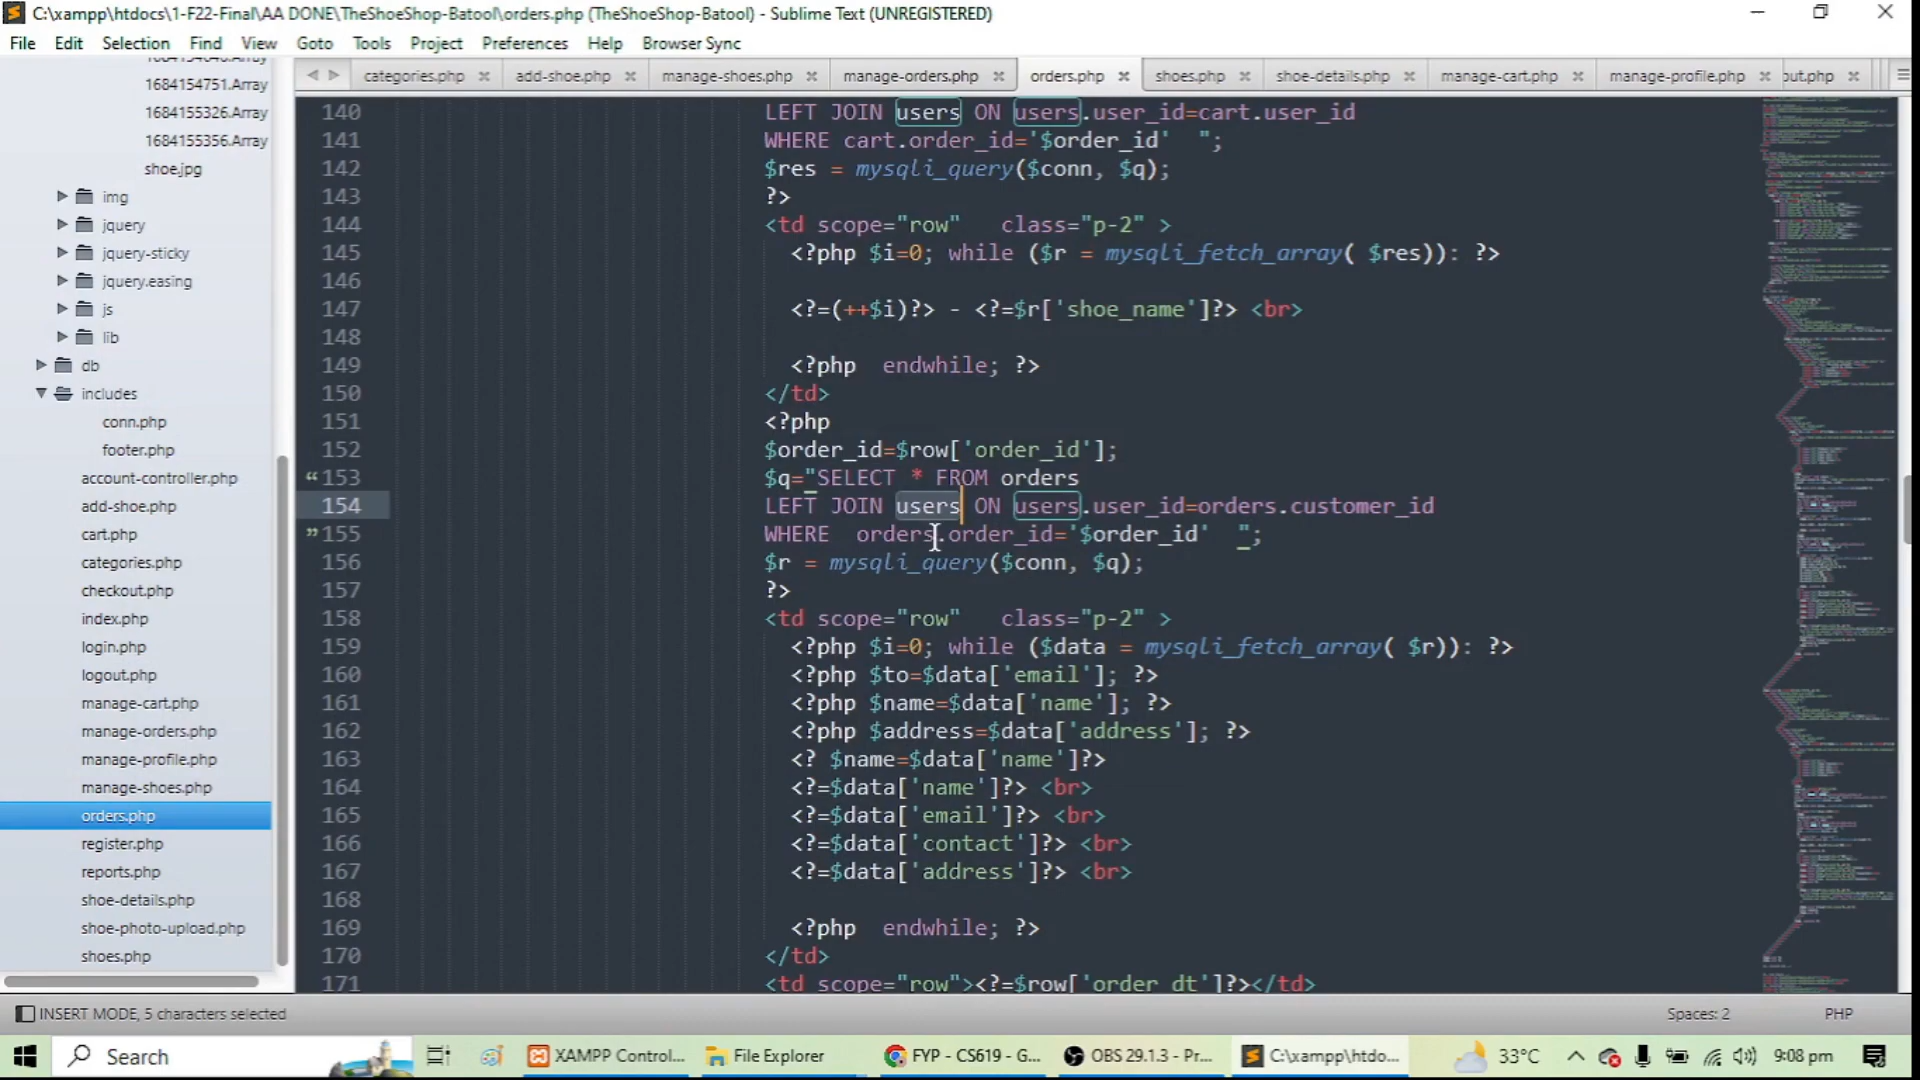 C:\xampp\htdocs\1-F22-Final\AA DONE\TheShoeShop-Batool\orders.php (TheShoeShop-Batool) - Sublime Text (UNREGISTERED)
File Edit Selection Find View Goto Tools Project Preferences Help Browser Sync
categories.php add-shoe.php manage-shoes.php manage-orders.php orders.php shoes.php shoe-details.php manage-cart.php manage-profile.php out.php
1684154751.Array
1684155326.Array
1684155356.Array
shoe.jpg
img
jquery
jquery-sticky
jquery.easing
js
lib
db
includes
conn.php
footer.php
account-controller.php
add-shoe.php
cart.php
categories.php
checkout.php
index.php
login.php
logout.php
manage-cart.php
manage-orders.php
manage-profile.php
manage-shoes.php
orders.php
register.php
reports.php
shoe-details.php
shoe-photo-upload.php
shoes.php
140 LEFT JOIN users ON users.user_id=cart.user_id
141 WHERE cart.order_id='$order_id'  ";
142 $res = mysqli_query($conn, $q);
143 ?>
144 <td scope="row"   class="p-2" >
145 <?php $i=0; while ($r = mysqli_fetch_array( $res)): ?>
146
147 <?=(++$i)?> - <?=$r['shoe_name']?> <br>
148
149 <?php  endwhile; ?>
150 </td>
151 <?php
152 $order_id=$row['order_id'];
153 $q="SELECT * FROM orders
154 LEFT JOIN users ON users.user_id=orders.customer_id
155 WHERE  orders.order_id='$order_id'  ";
156 $r = mysqli_query($conn, $q);
157 ?>
158 <td scope="row"   class="p-2" >
159 <?php $i=0; while ($data = mysqli_fetch_array( $r)): ?>
160 <?php $to=$data['email']; ?>
161 <?php $name=$data['name']; ?>
162 <?php $address=$data['address']; ?>
163 <? $name=$data['name']?>
164 <?=$data['name']?> <br>
165 <?=$data['email']?> <br>
166 <?=$data['contact']?> <br>
167 <?=$data['address']?> <br>
168
169 <?php  endwhile; ?>
170 </td>
171 <td scope="row"><?=$row['order_dt']?></td>
INSERT MODE, 5 characters selected Spaces: 2 PHP
Search XAMPP Control... File Explorer FYP - CS619 - G... OBS 29.1.3 - Pr... C:\xampp\htdo... 33°C 9:08 pm